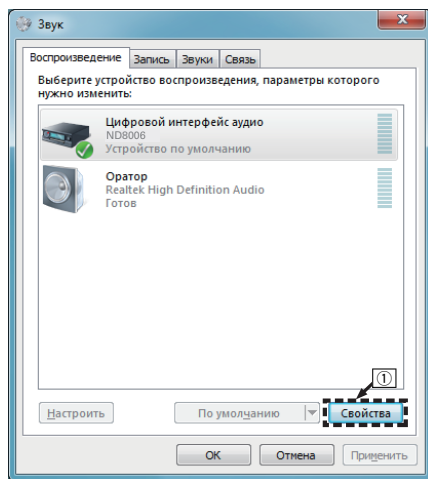 Звук
Воспроизведение Запись Звуки Связь
Выберите устройство воспроизведения, параметры которого
нужно изменить:
Цифровой интерфейс аудио
ND8006
Устройство по умолчанию
Оратор
Realtek High Definition Audio
Готов
①
Настроить По умолчанию Свойства
OK Отмена Применить